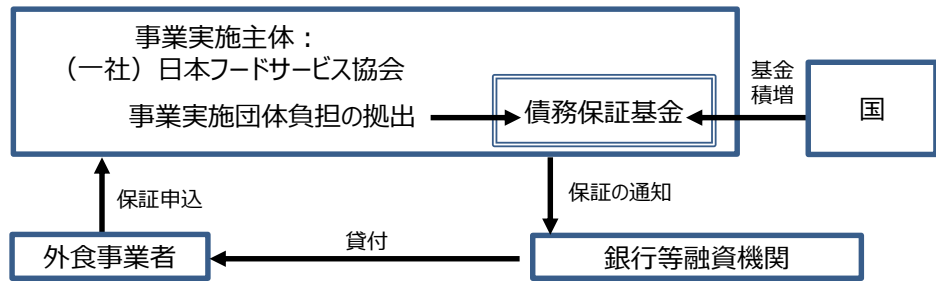 事業実施主体：
（一社）日本フードサービス協会
事業実施団体負担の拠出
債務保証基金
基金
積増
国
保証申込
保証の通知
外食事業者
貸付
銀行等融資機関